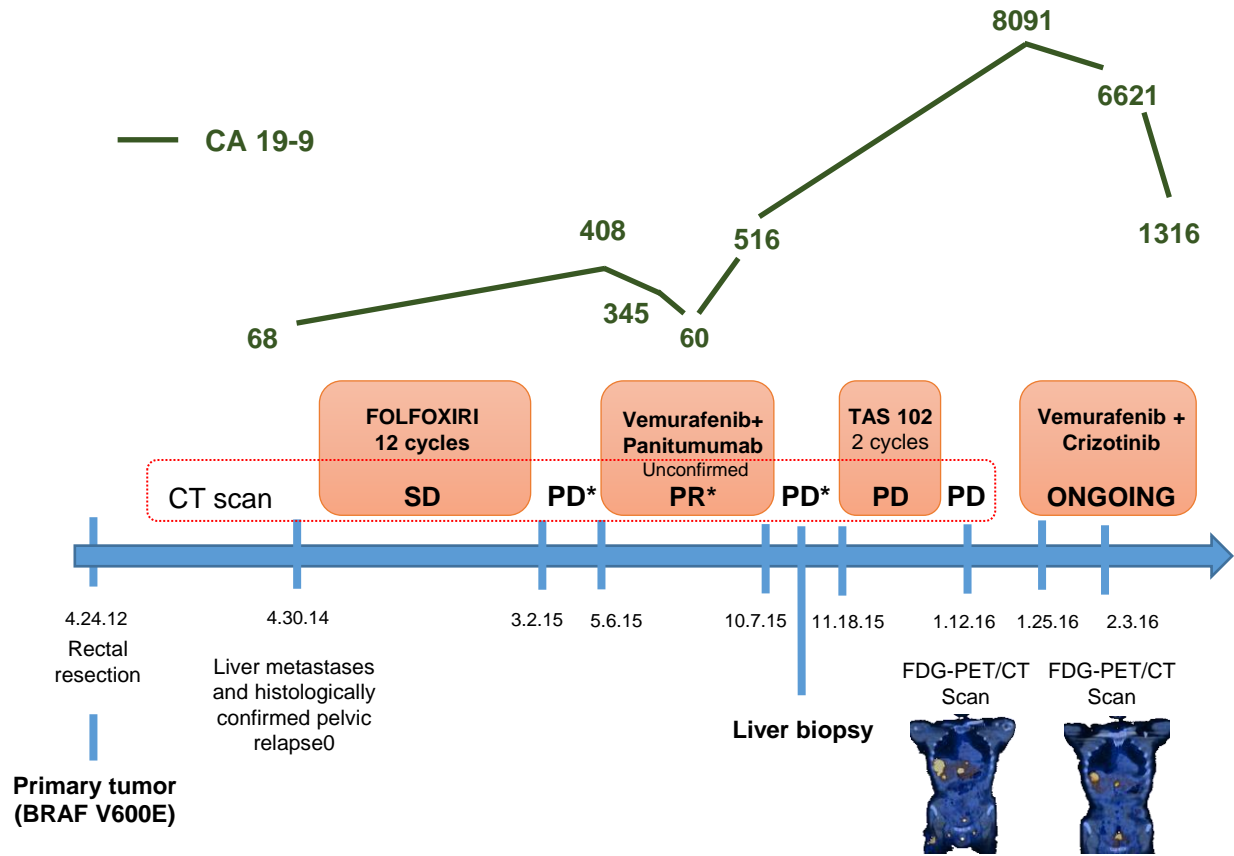 8091
6621
CA 19-9
408
516
1316
345
68
60
FOLFOXIRI
12 cycles
Vemurafenib+
Panitumumab
Unconfirmed
TAS 102
2 cycles
Vemurafenib +
Crizotinib
CT scan
SD
PD*
PR*
PD*
PD
PD
ONGOING
4.24.12
4.30.14
3.2.15
5.6.15
10.7.15
11.18.15
1.12.16
1.25.16
2.3.16
Rectal
resection
Liver metastases
and histologically
confirmed pelvic
relapse0
FDG-PET/CT
Scan
FDG-PET/CT
Scan
Liver biopsy
Primary tumor
(BRAF V600E)